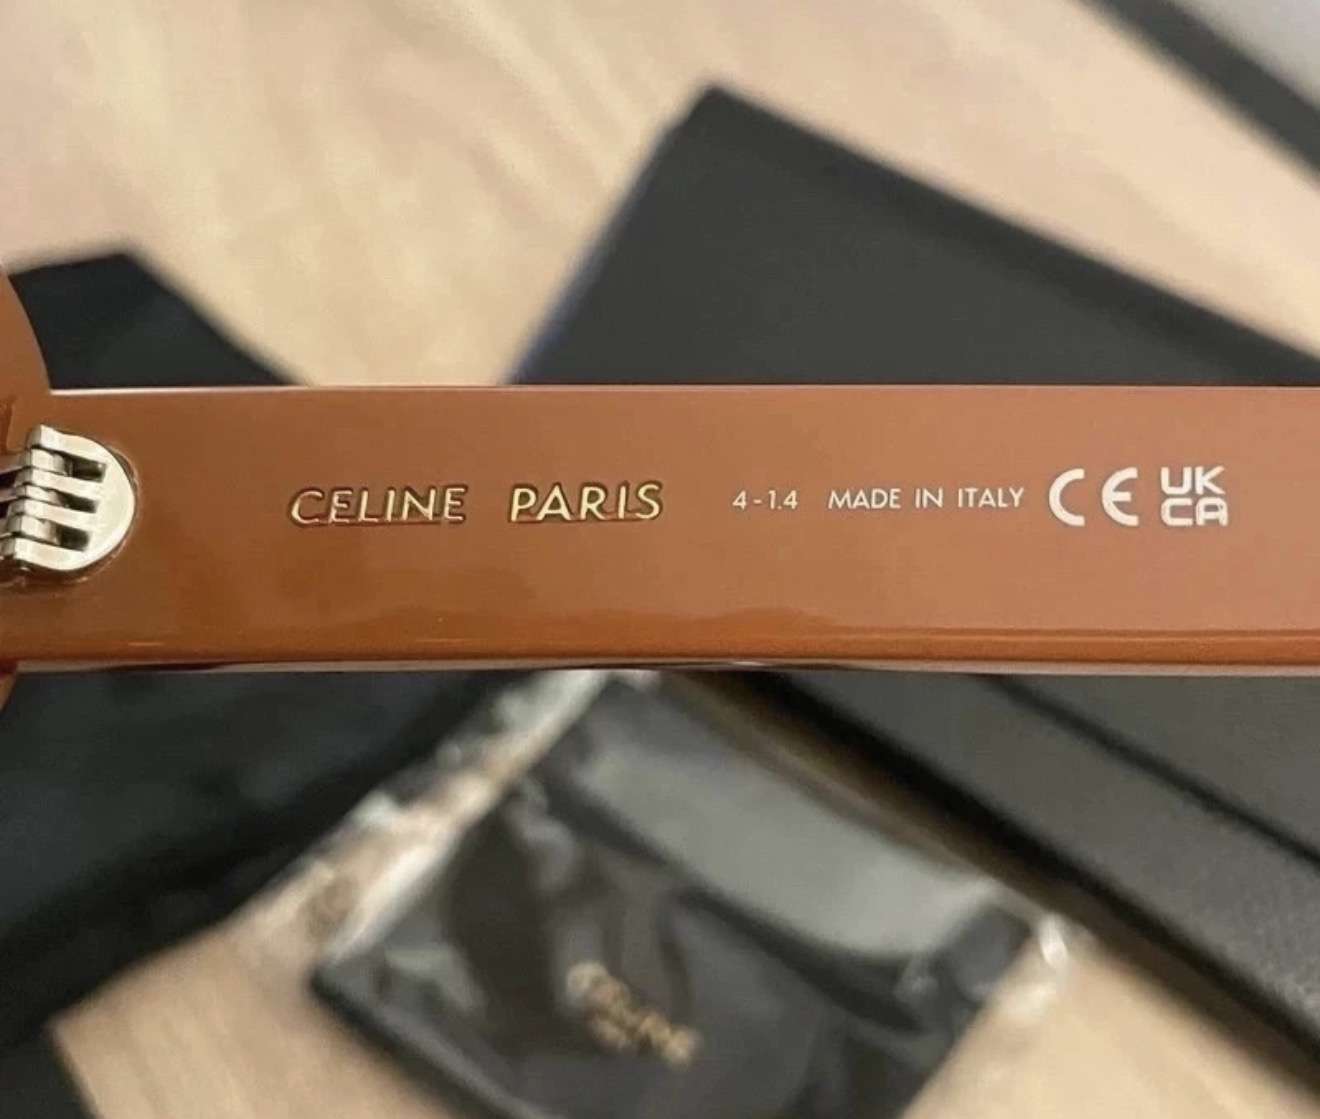 CELINE PARIS 4-1.4 MADE IN ITALY CE UK
CA
CELINE